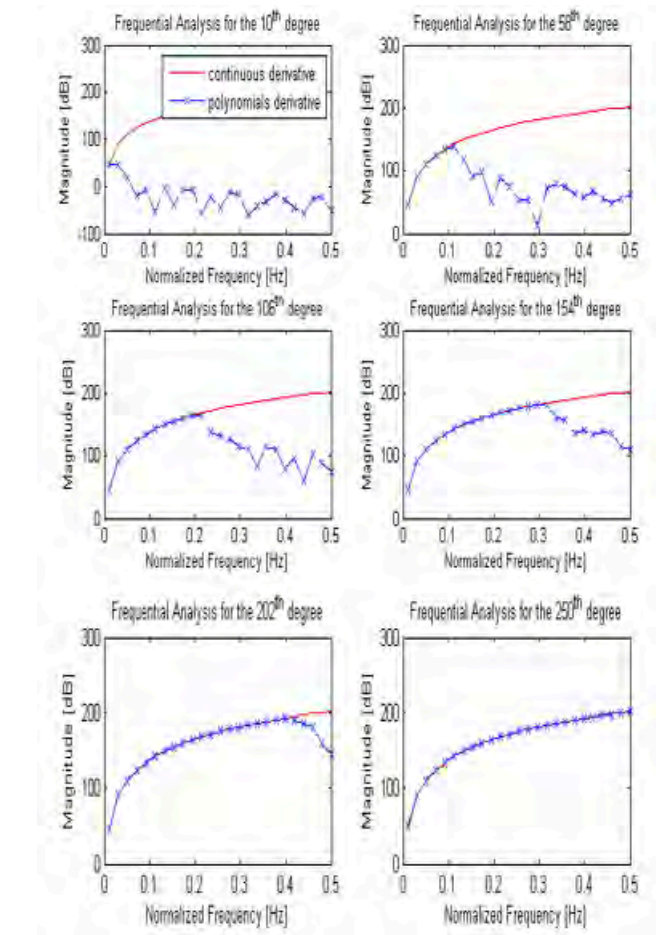 Frequential Analysis for the 10th degree
300
200
100
0
-100
Magnitude [dB]
continuous derivative
polynomials derivative
0 0.1 0.2 0.3 0.4 0.5
Normalized Frequency [Hz]
Frequential Analysis for the 58th degree
300
200
100
0
Magnitude [dB]
0 0.1 0.2 0.3 0.4 0.5
Normalized Frequency [Hz]
Frequential Analysis for the 106th degree
300
200
100
0
Magnitude [dB]
0 0.1 0.2 0.3 0.4 0.5
Normalized Frequency [Hz]
Frequential Analysis for the 154th degree
300
200
100
0
Magnitude [dB]
0 0.1 0.2 0.3 0.4 0.5
Normalized Frequency [Hz]
Frequential Analysis for the 202th degree
300
200
100
0
Magnitude [dB]
0 0.1 0.2 0.3 0.4 0.5
Normalized Frequency [Hz]
Frequential Analysis for the 250th degree
300
200
100
0
Magnitude [dB]
0 0.1 0.2 0.3 0.4 0.5
Normalized Frequency [Hz]